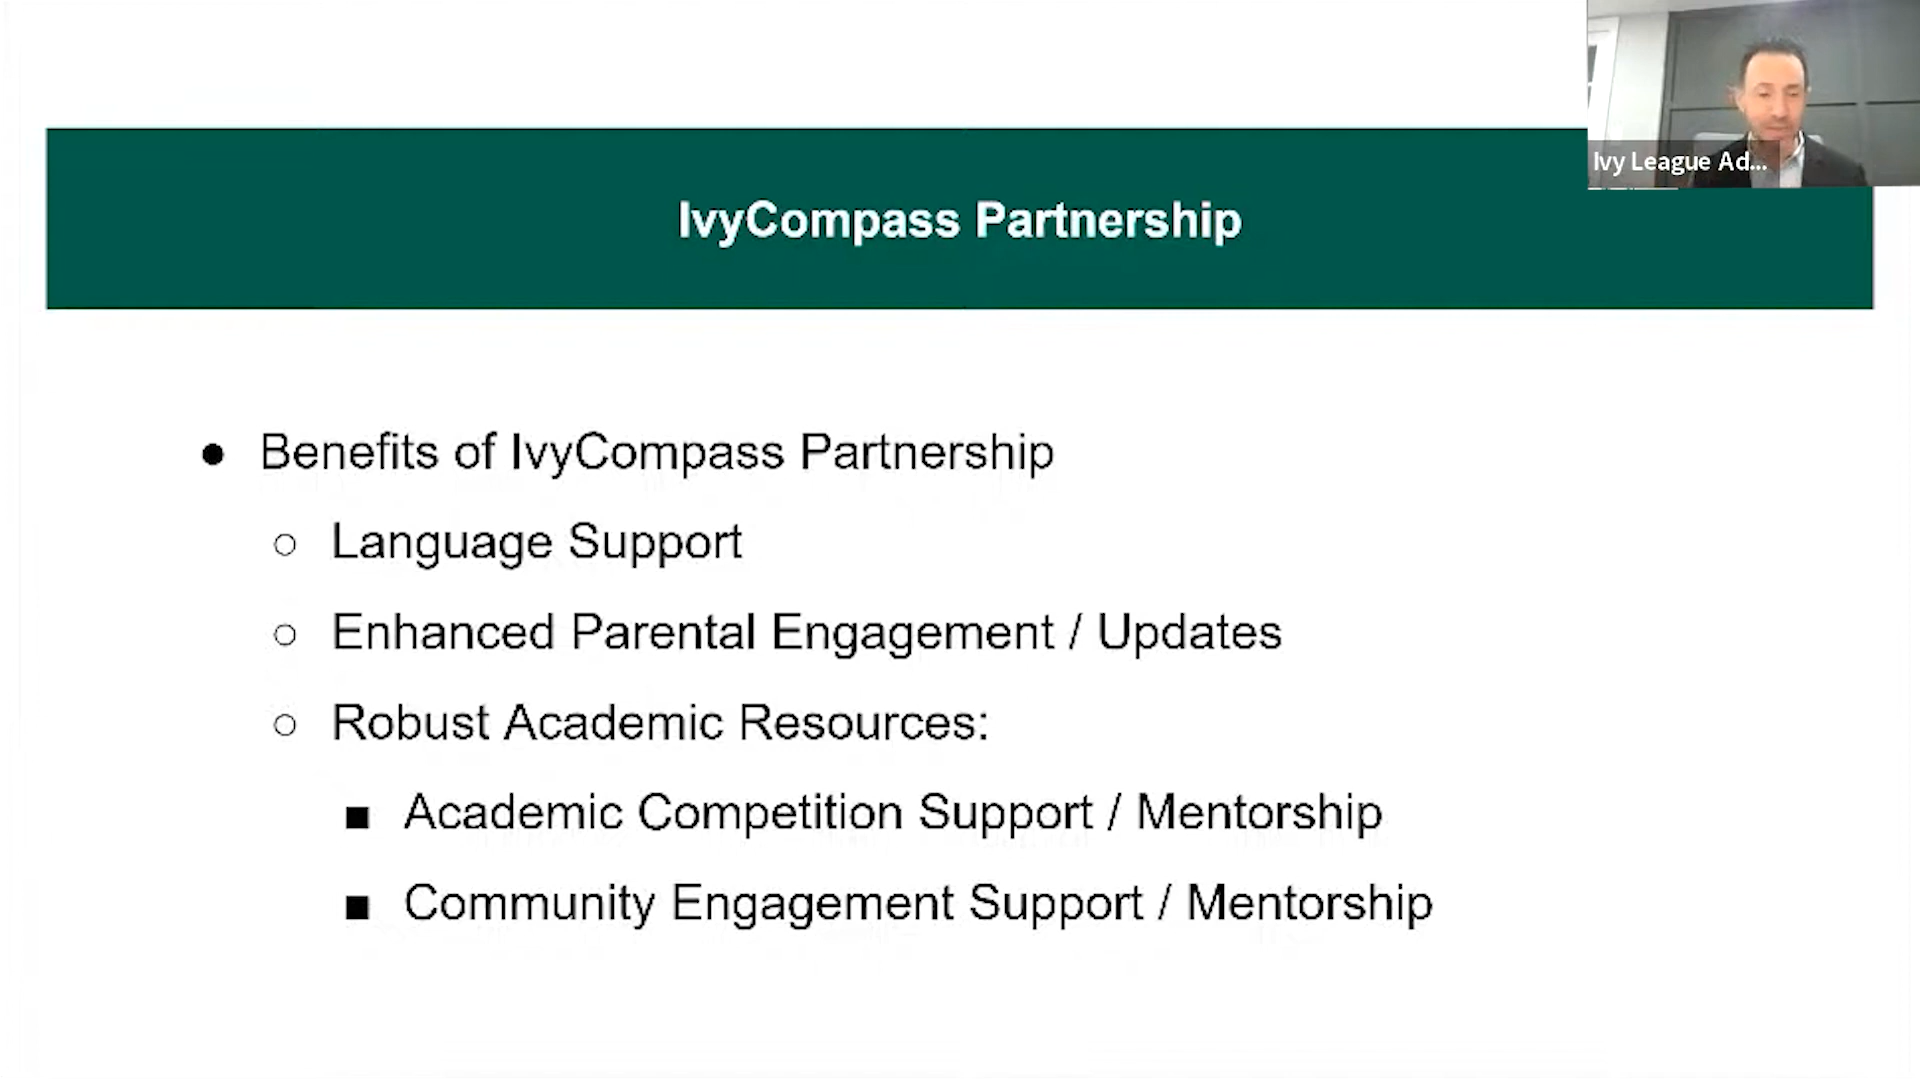 Ivy League Ad...
IvyCompass Partnership
● Benefits of IvyCompass Partnership
○ Language Support
○ Enhanced Parental Engagement / Updates
○ Robust Academic Resources:
■ Academic Competition Support / Mentorship
■ Community Engagement Support / Mentorship